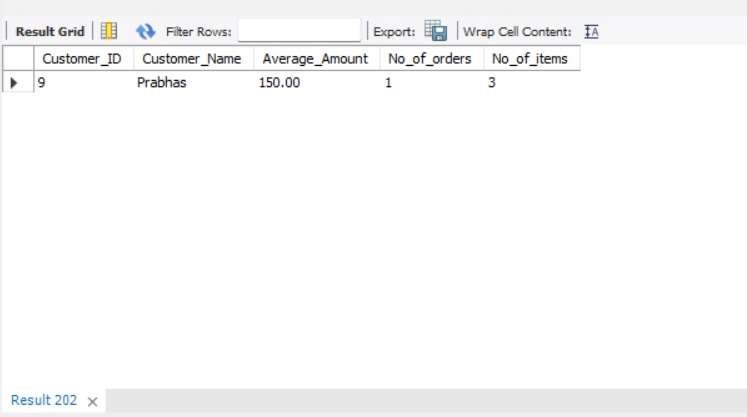 Result Grid Filter Rows: Export: Wrap Cell Content: IA
Customer_ID Customer_Name Average_Amount No_of_orders No_of_items
9 Prabhas 150.00 1 3
Result 202 ×